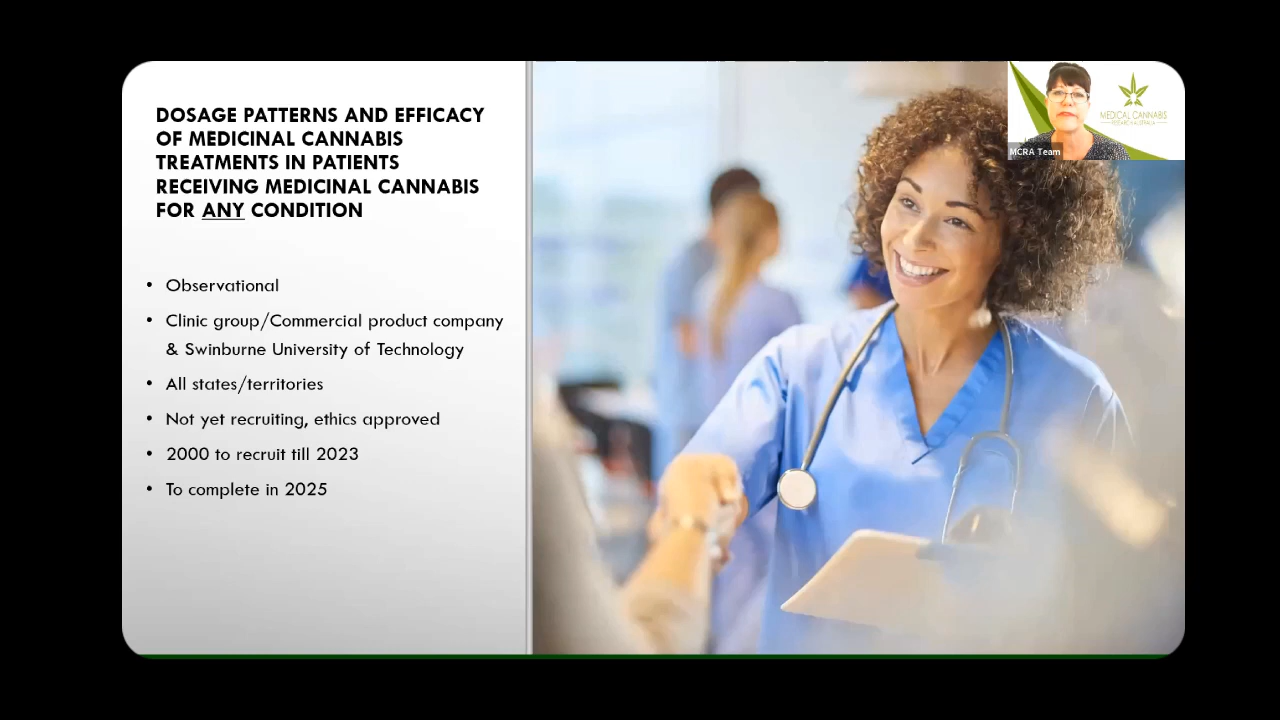 DOSAGE PATTERNS AND EFFICACY
OF MEDICINAL CANNABIS
TREATMENTS IN PATIENTS
RECEIVING MEDICINAL CANNABIS
FOR ANY CONDITION
• Observational
• Clinic group/Commercial product company
& Swinburne University of Technology
• All states/territories
• Not yet recruiting, ethics approved
• 2000 to recruit till 2023
• To complete in 2025
MEDICAL CANNABIS
RESEARCH AUSTRALIA
MCRA Team